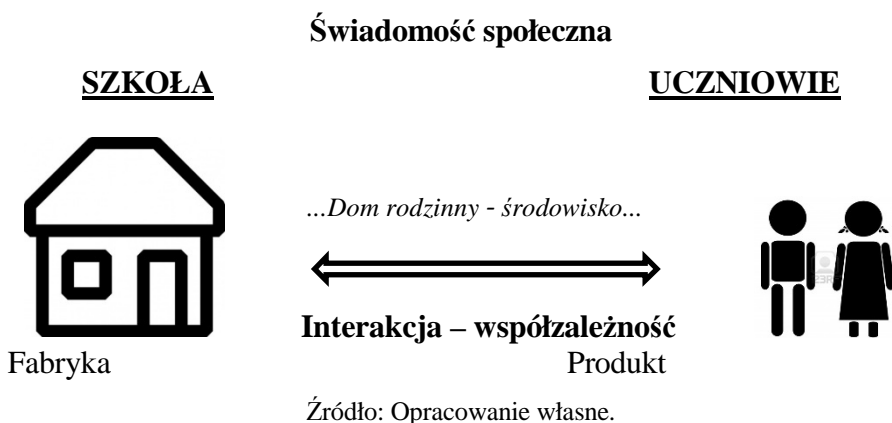 Świadomość społeczna
SZKOŁA UCZNIOWIE
...Dom rodzinny - środowisko...
Interakcja – współzależność
Fabryka Produkt
Źródło: Opracowanie własne.